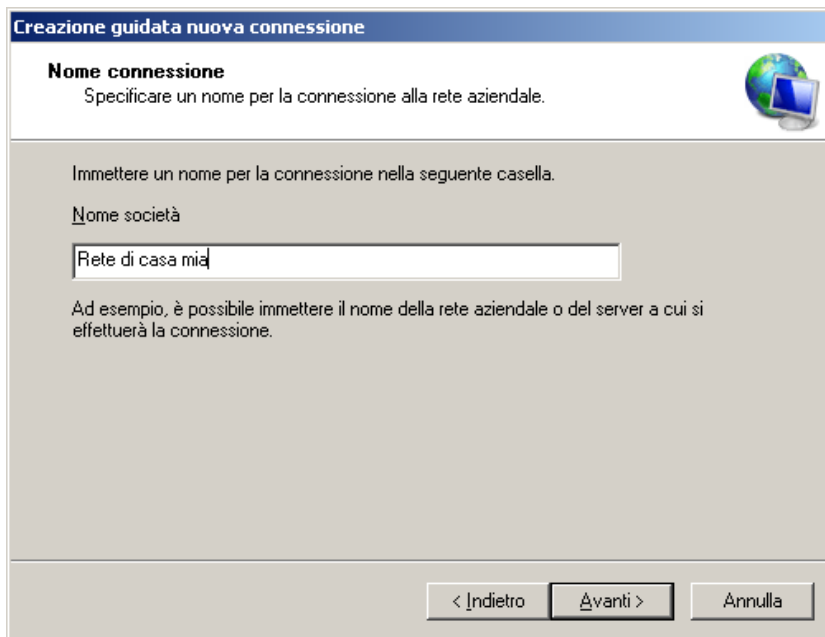 Creazione guidata nuova connessione
Nome connessione
Specificare un nome per la connessione alla rete aziendale.
Immettere un nome per la connessione nella seguente casella.
Nome società
Rete di casa mia
Ad esempio, è possibile immettere il nome della rete aziendale o del server a cui si
effettuerà la connessione.
< Indietro
Avanti >
Annulla